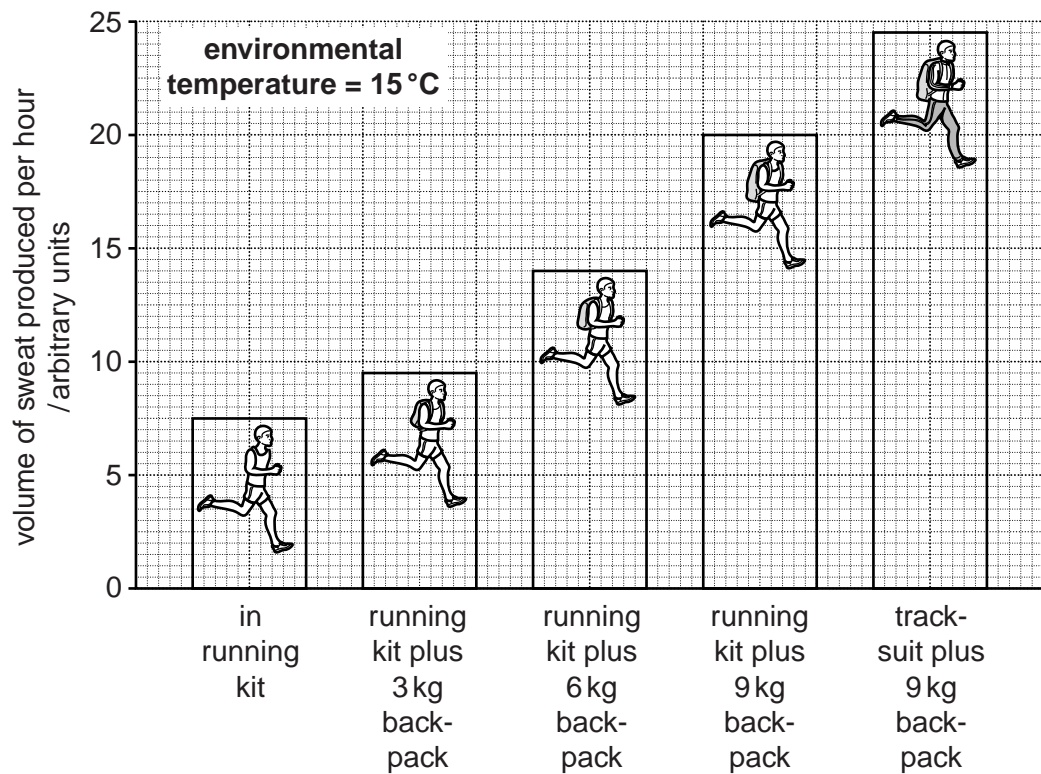 25
20
15
10
5
0
volume of sweat produced per hour
/ arbitrary units
environmental
temperature = 15 °C
in
running
kit
running
kit plus
3 kg
back-
pack
running
kit plus
6 kg
back-
pack
running
kit plus
9 kg
back-
pack
track-
suit plus
9 kg
back-
pack